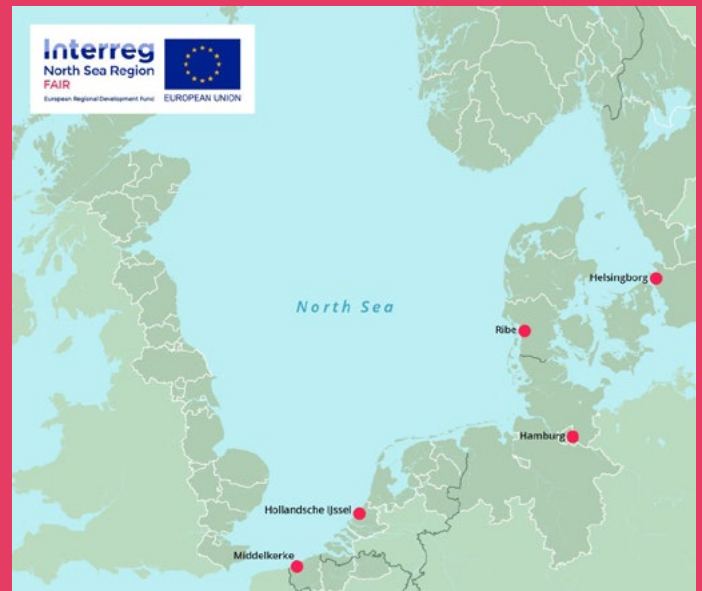 Interreg
North Sea Region
FAIR
European Regional Development Fund
EUROPEAN UNION
Helsingborg
North Sea
Ribe
Hamburg
Hollandsche IJssel
Middelkerke